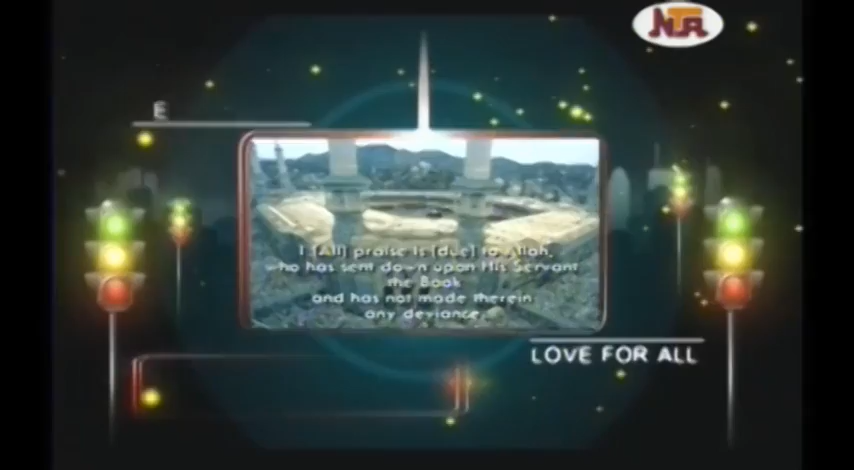 NTA
E
1 [All] praise is [due] to Allah,
who has sent down upon His Servant
the Book
and has not made therein
any deviance.
LOVE FOR ALL